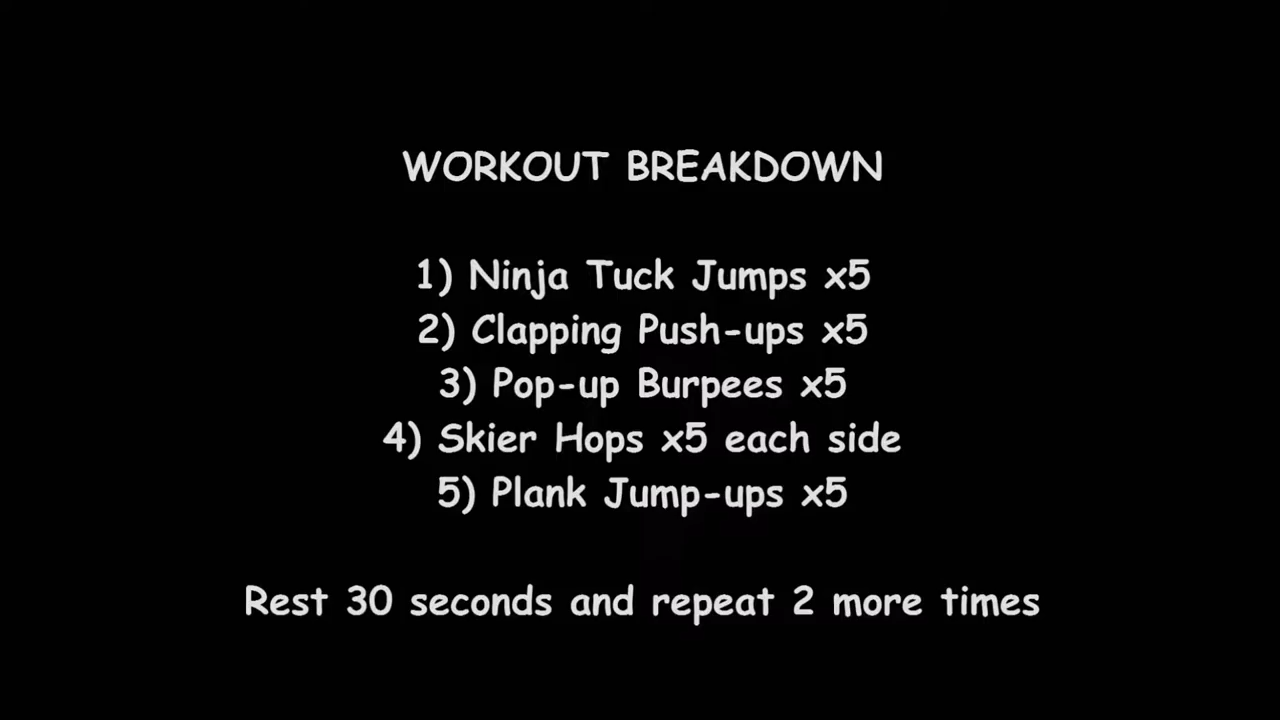 WORKOUT BREAKDOWN
1) Ninja Tuck Jumps x5
2) Clapping Push-ups x5
3) Pop-up Burpees x5
4) Skier Hops x5 each side
5) Plank Jump-ups x5
Rest 30 seconds and repeat 2 more times